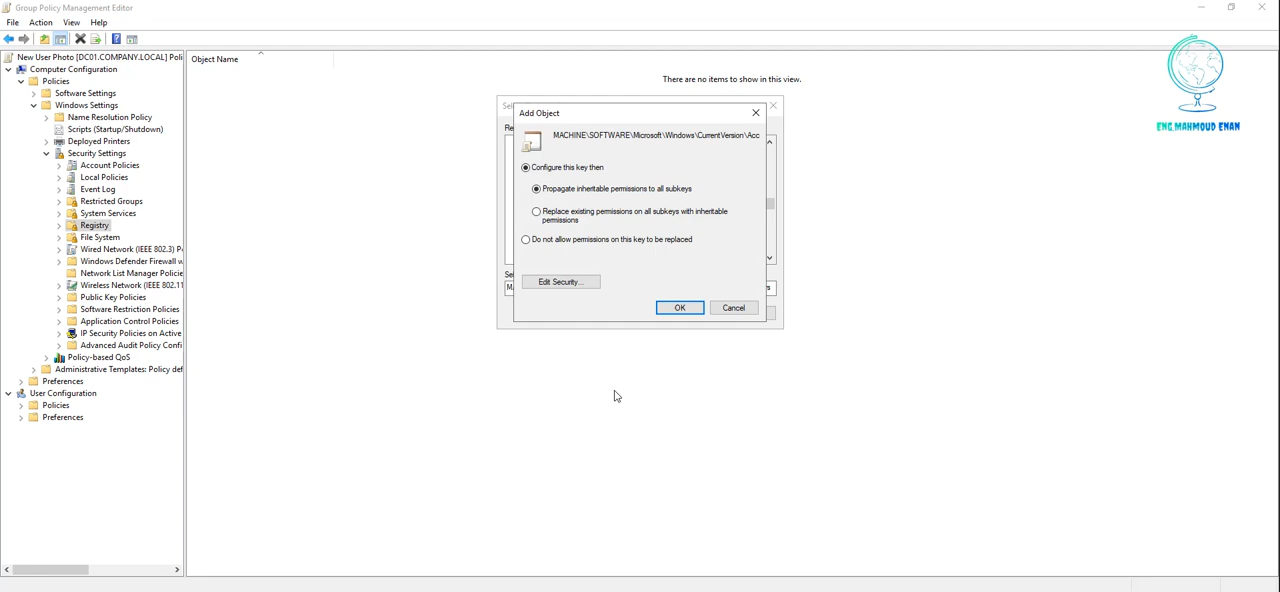 Group Policy Management Editor
File Action View Help
New User Photo [DC01.COMPANY.LOCAL] Poli
Computer Configuration
Policies
Software Settings
Windows Settings
Name Resolution Policy
Scripts (Startup/Shutdown)
Deployed Printers
Security Settings
Account Policies
Local Policies
Event Log
Restricted Groups
System Services
Registry
File System
Wired Network (IEEE 802.3) P
Windows Defender Firewall w
Network List Manager Policie
Wireless Network (IEEE 802.11
Public Key Policies
Software Restriction Policies
Application Control Policies
IP Security Policies on Active
Advanced Audit Policy Confi
Policy-based QoS
Administrative Templates: Policy def
Preferences
User Configuration
Policies
Preferences
Object Name
There are no items to show in this view.
Sel
Re
Se
M
s
Add Object
MACHINE\SOFTWARE\Microsoft\Windows\CurrentVersion\Acc
Configure this key then
Propagate inheritable permissions to all subkeys
Replace existing permissions on all subkeys with inheritable
permissions
Do not allow permissions on this key to be replaced
Edit Security...
OK Cancel
ENG.MAHMOUD ENAN